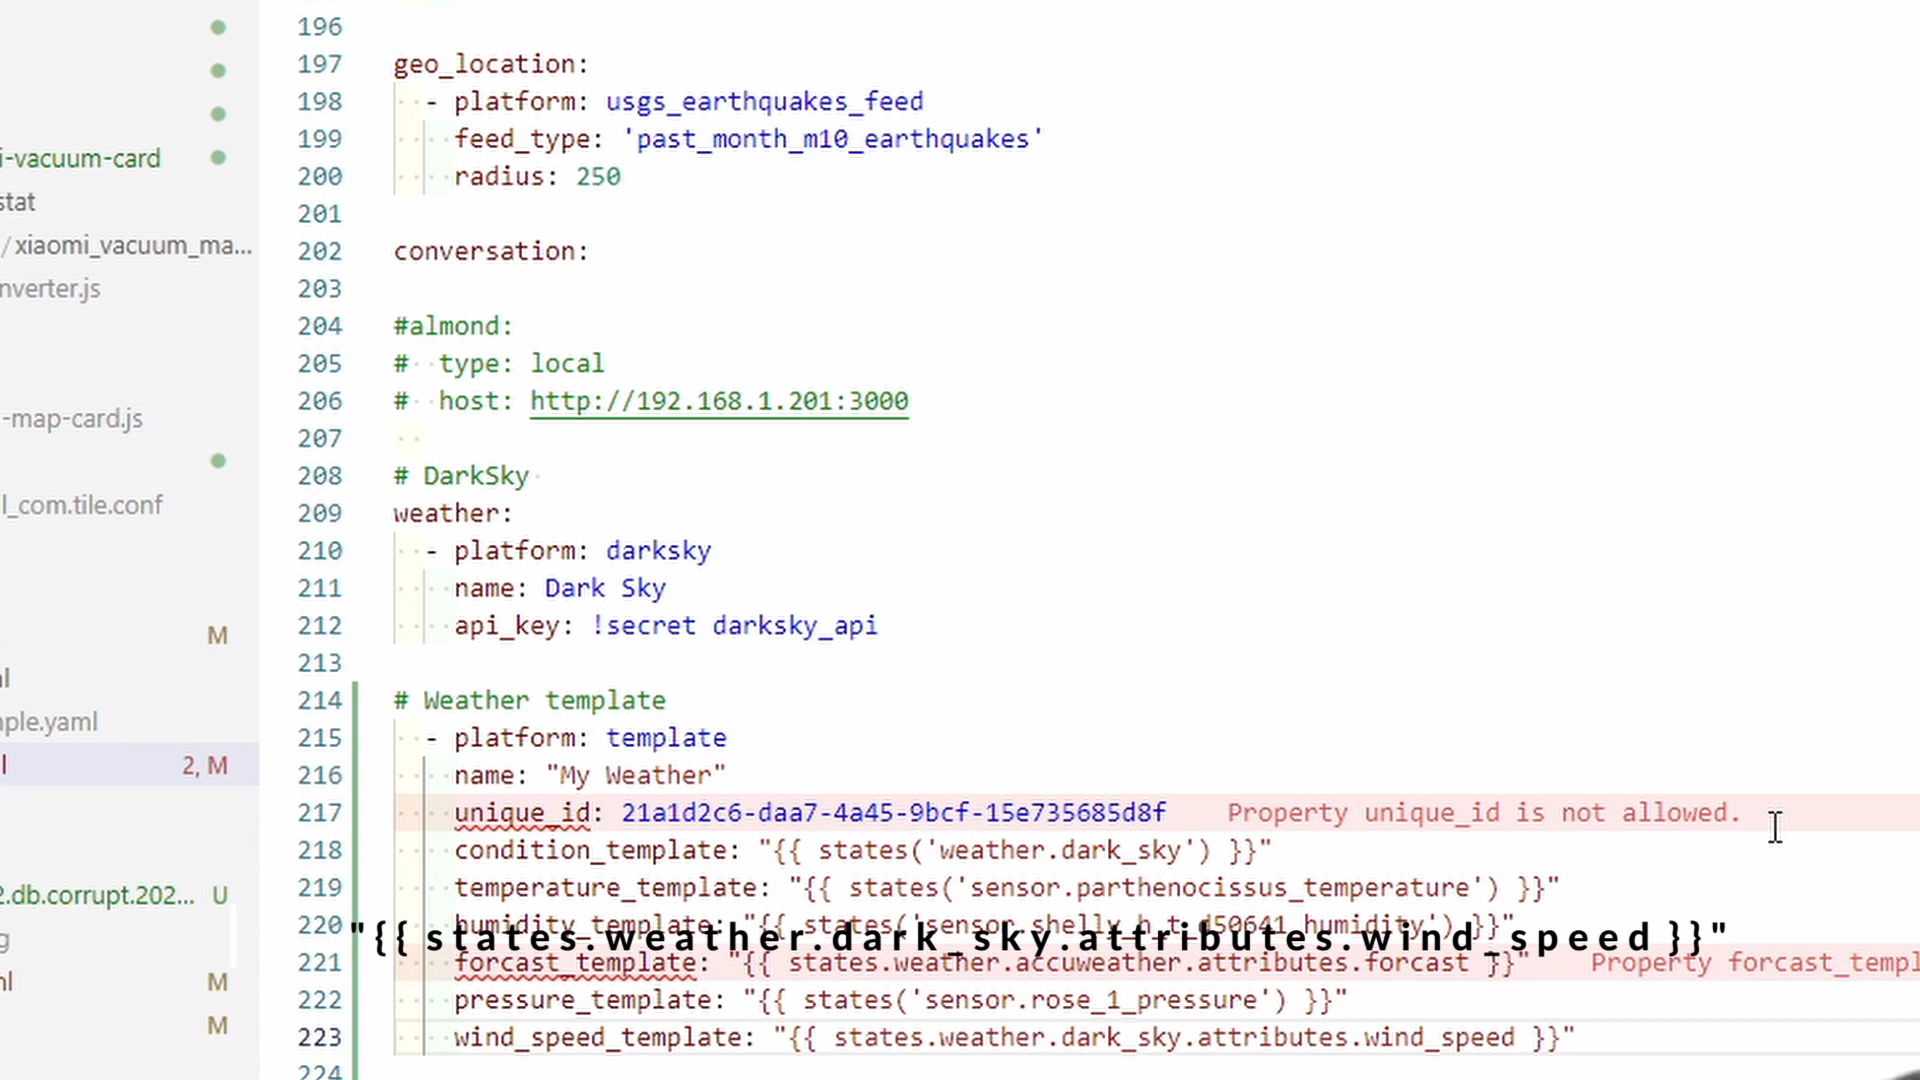 i-vacuum-card
stat
/xiaomi_vacuum_ma...
nverter.js
-map-card.js
l_com.tile.conf
M
l
ple.yaml
l 2, M
2.db.corrupt.202... U
g
ml M
M
196
197 geo_location:
198 - platform: usgs_earthquakes_feed
199 feed_type: 'past_month_m10_earthquakes'
200 radius: 250
201
202 conversation:
203
204 #almond:
205 # type: local
206 # host: http://192.168.1.201:3000
207
208 # DarkSky
209 weather:
210 - platform: darksky
211 name: Dark Sky
212 api_key: !secret darksky_api
213
214 # Weather template
215 - platform: template
216 name: "My Weather"
217 unique_id: 21a1d2c6-daa7-4a45-9bcf-15e735685d8f Property unique_id is not allowed.
218 condition_template: "{{ states('weather.dark_sky') }}"
219 temperature_template: "{{ states('sensor.parthenocissus_temperature') }}"
220 humidity_template: "{{ states('sensor.shelly_h_t_d50641_humidity') }}"
"{{ states.weather.dark_sky.attributes.wind_speed }}"
221 forcast_template: "{{ states.weather.accuweather.attributes.forcast }}" Property forcast_templ
222 pressure_template: "{{ states('sensor.rose_1_pressure') }}"
223 wind_speed_template: "{{ states.weather.dark_sky.attributes.wind_speed }}"
224